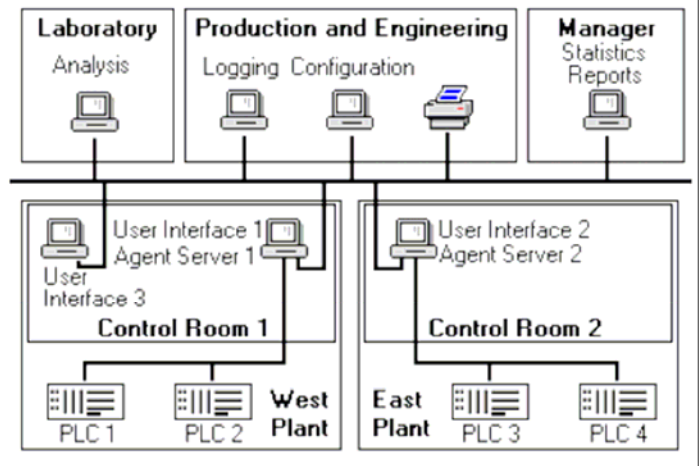 Laboratory
Analysis
Production and Engineering
Logging Configuration
Manager
Statistics
Reports
User
Interface 3
User Interface 1
Agent Server 1
Control Room 1
User Interface 2
Agent Server 2
Control Room 2
PLC 1
PLC 2
West
Plant
East
Plant
PLC 3
PLC 4